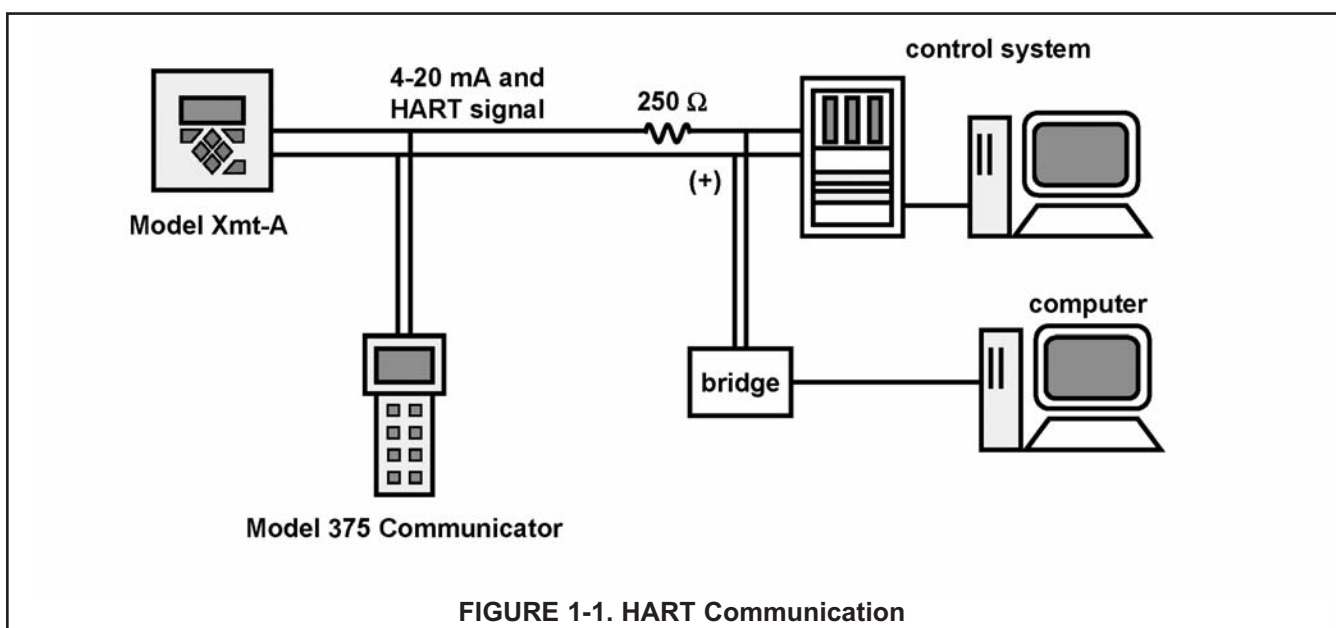 control system
4-20 mA and
HART signal
250 Ω
(+)
Model Xmt-A
computer
bridge
Model 375 Communicator
FIGURE 1-1. HART Communication